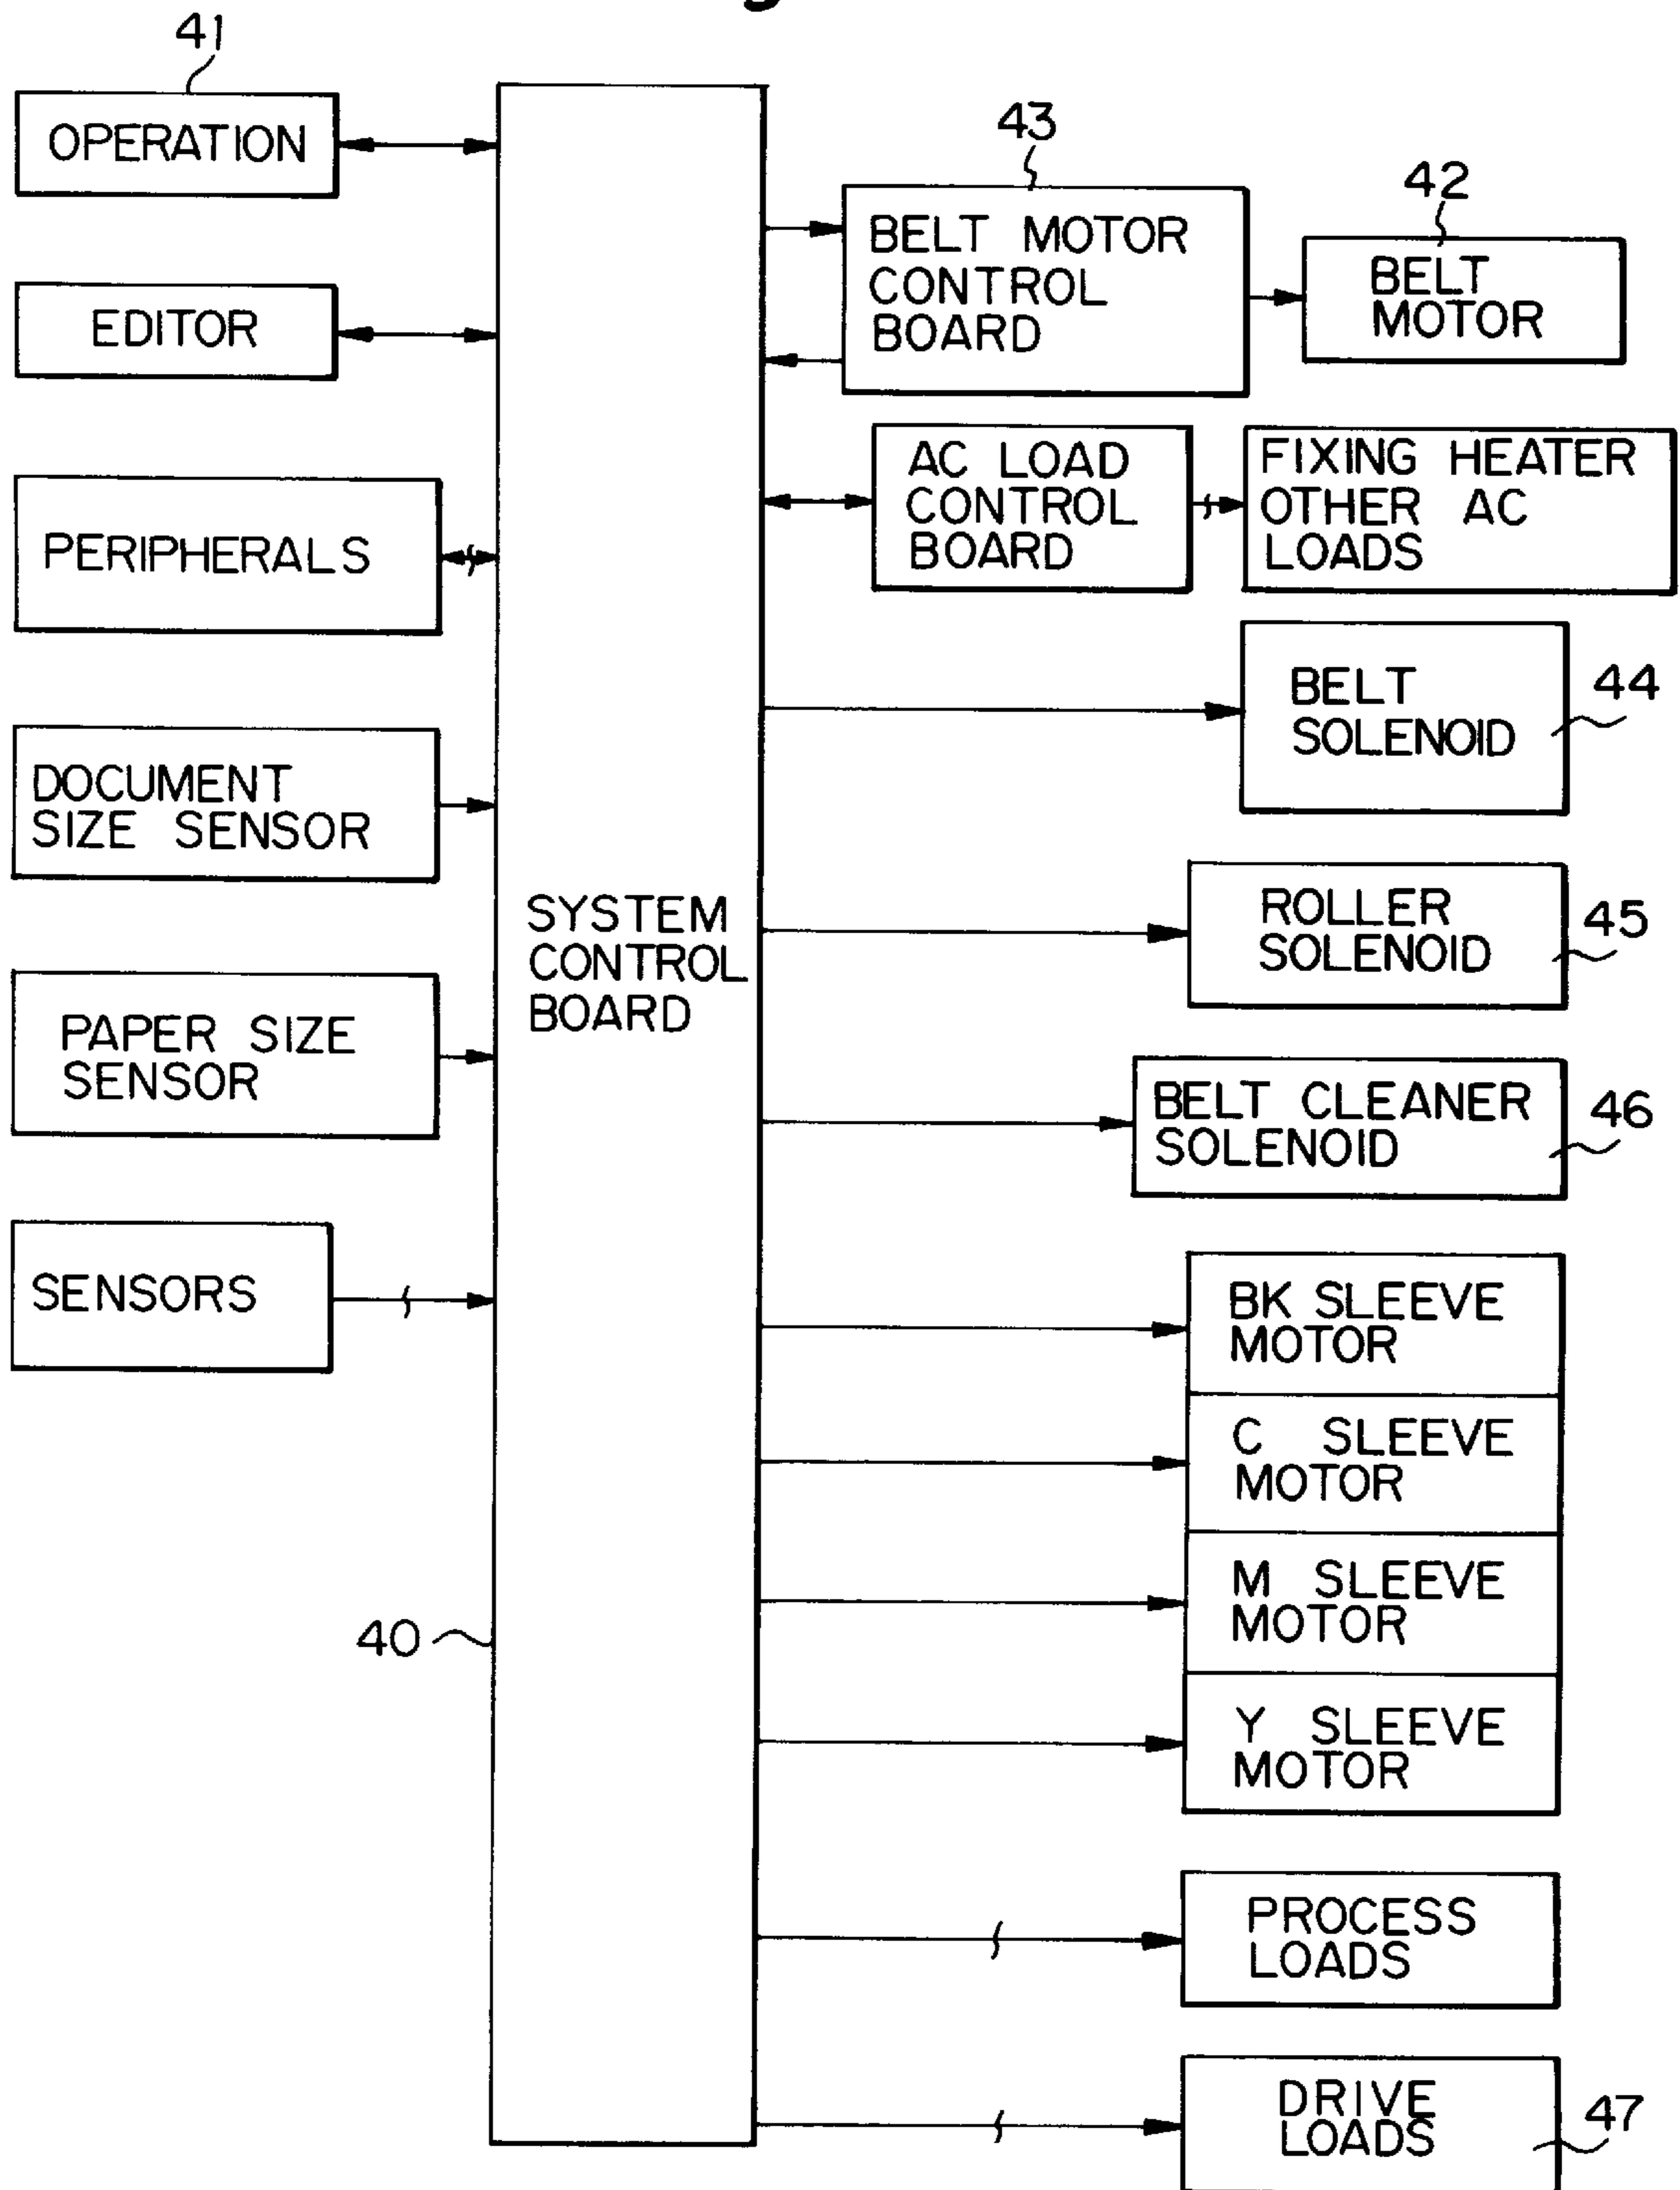 41
OPERATION
EDITOR
PERIPHERALS
DOCUMENT
SIZE SENSOR
PAPER SIZE
SENSOR
SENSORS
SYSTEM
CONTROL
BOARD
40
43
BELT MOTOR
CONTROL
BOARD
42
BELT
MOTOR
AC LOAD
CONTROL
BOARD
FIXING HEATER
OTHER AC
LOADS
BELT
SOLENOID
44
ROLLER
SOLENOID
45
BELT CLEANER
SOLENOID
46
BK SLEEVE
MOTOR
C SLEEVE
MOTOR
M SLEEVE
MOTOR
Y SLEEVE
MOTOR
PROCESS
LOADS
DRIVE
LOADS
47